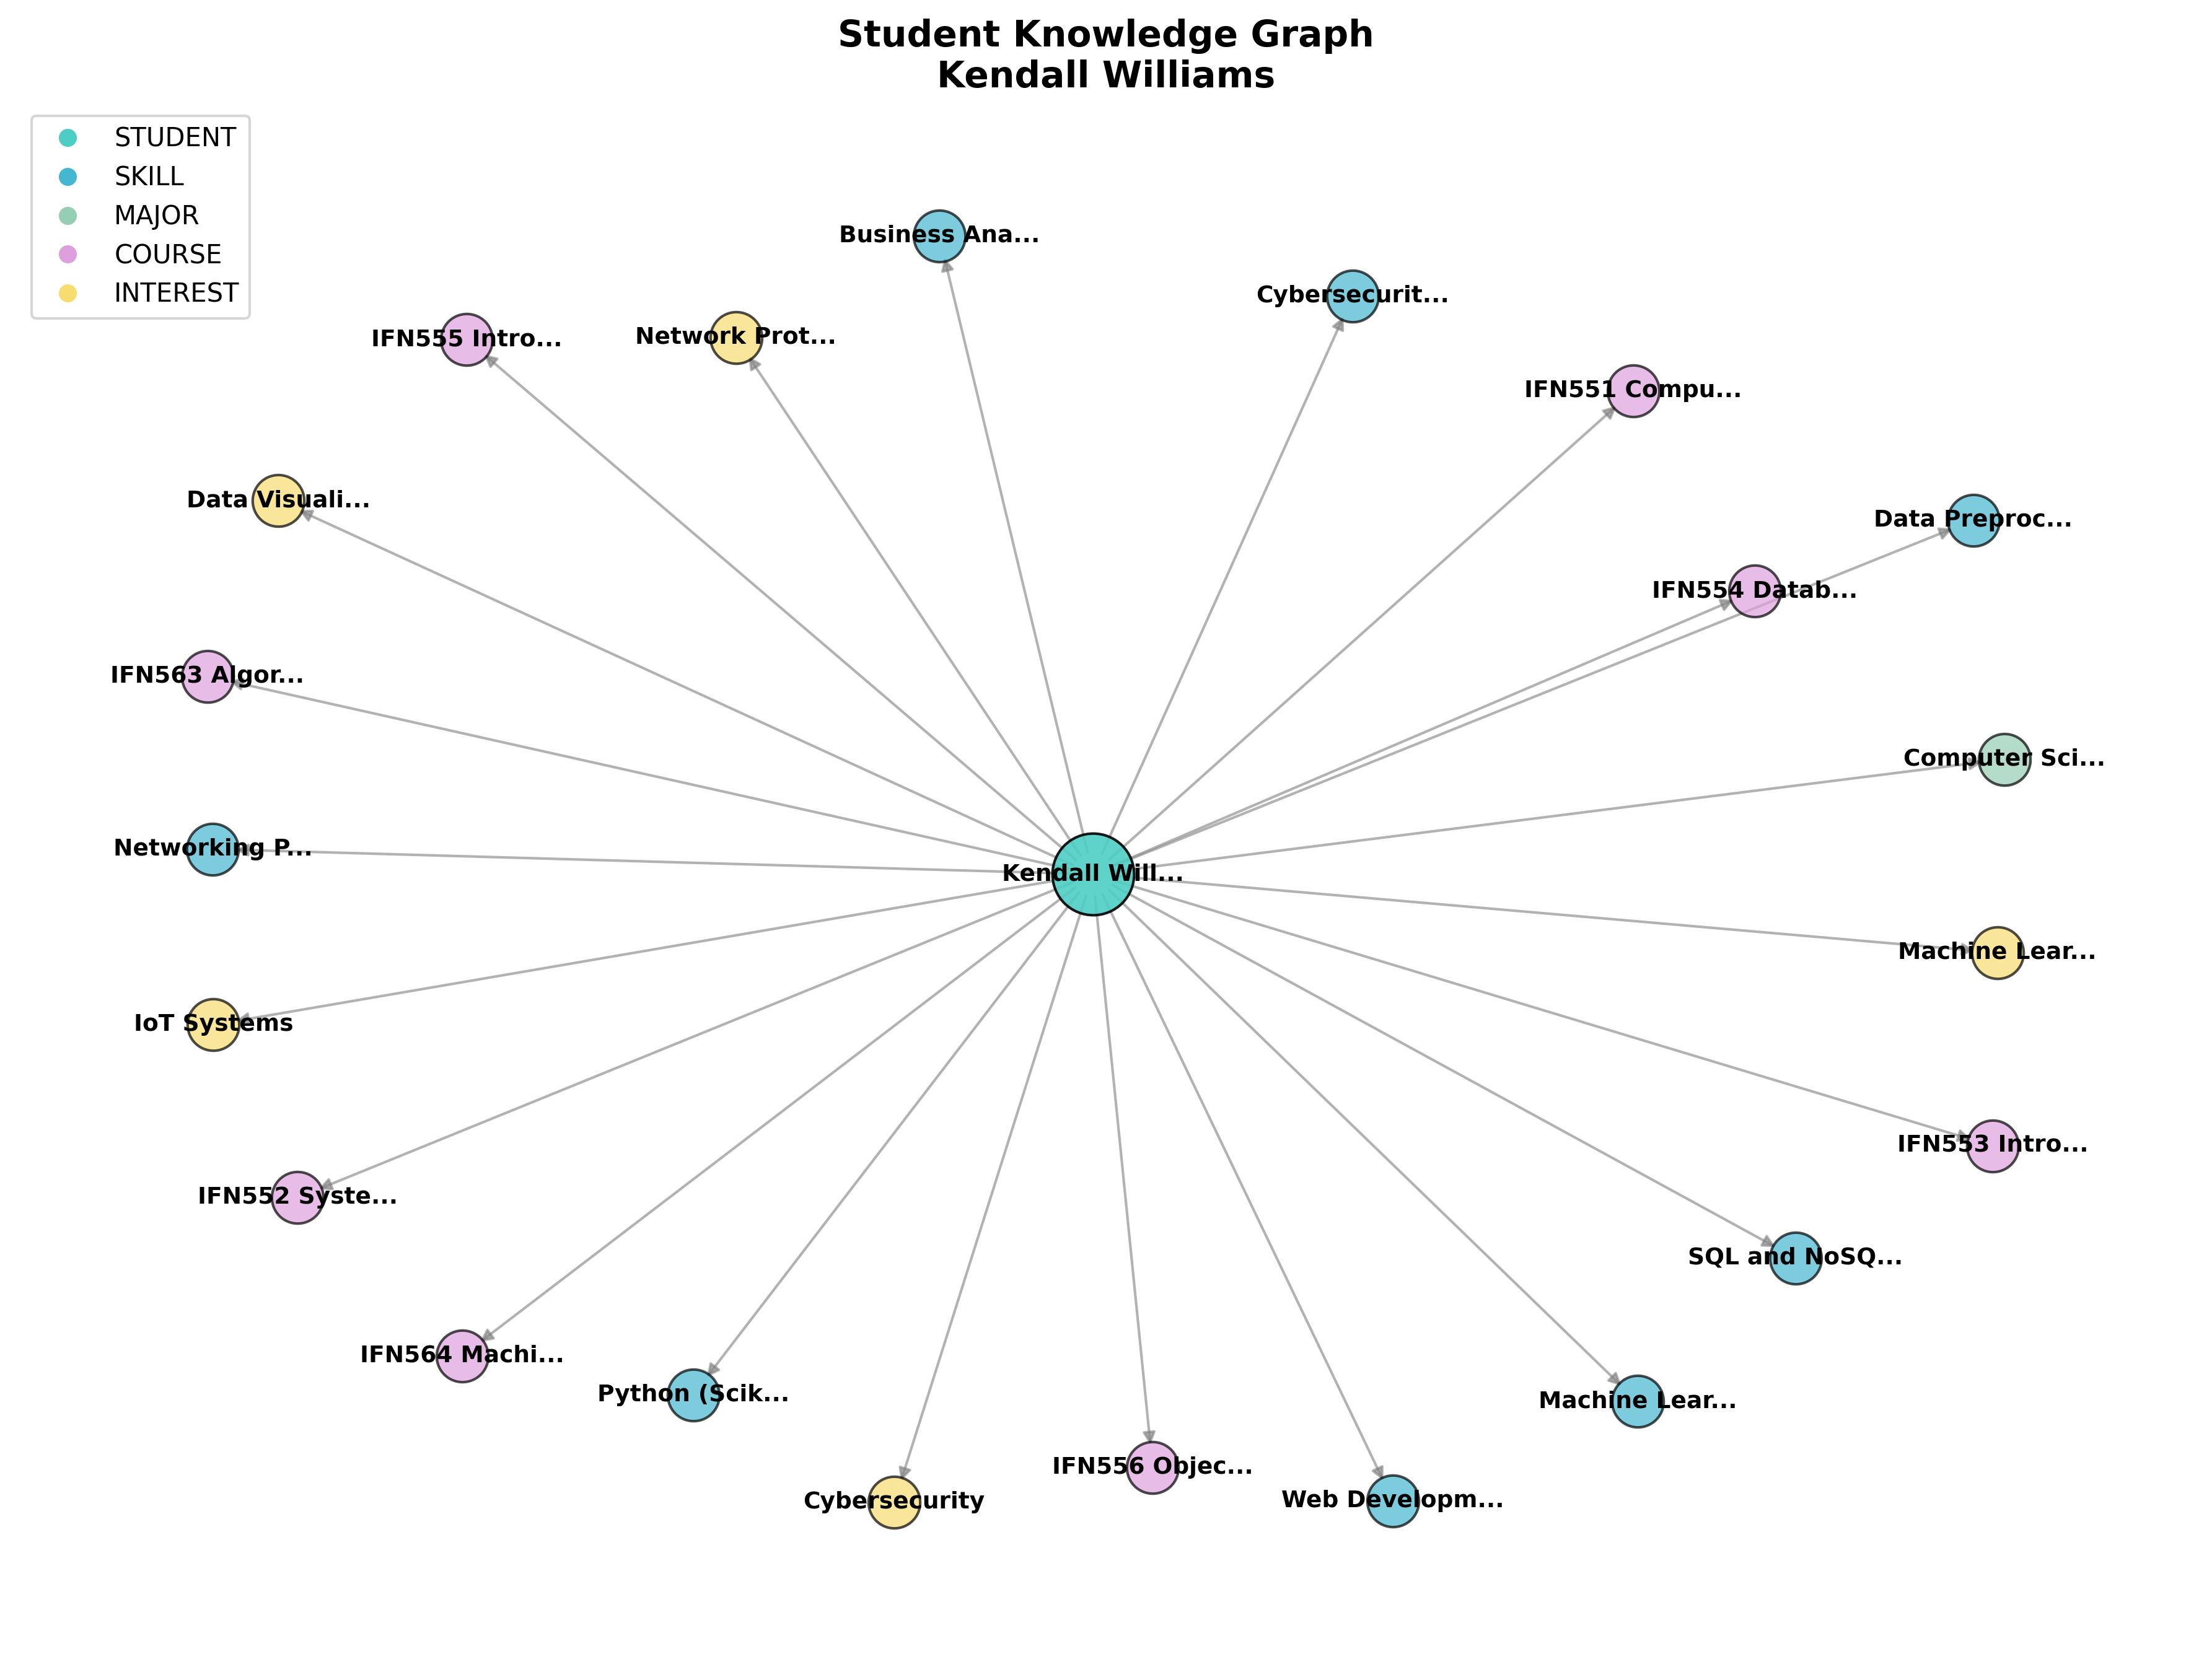 Student Knowledge Graph
Kendall Williams
STUDENT
SKILL
MAJOR
COURSE
INTEREST
Business Ana...
Cybersecurit...
IFN555 Intro...
Network Prot...
IFN551 Compu...
Data Visuali...
Data Preproc...
IFN554 Datab...
IFN563 Algor...
Computer Sci...
Networking P...
Kendall Will...
Machine Lear...
IoT Systems
IFN553 Intro...
IFN552 Syste...
SQL and NoSQ...
IFN564 Machi...
Python (Scik...
Machine Lear...
IFN556 Objec...
Cybersecurity
Web Developm...